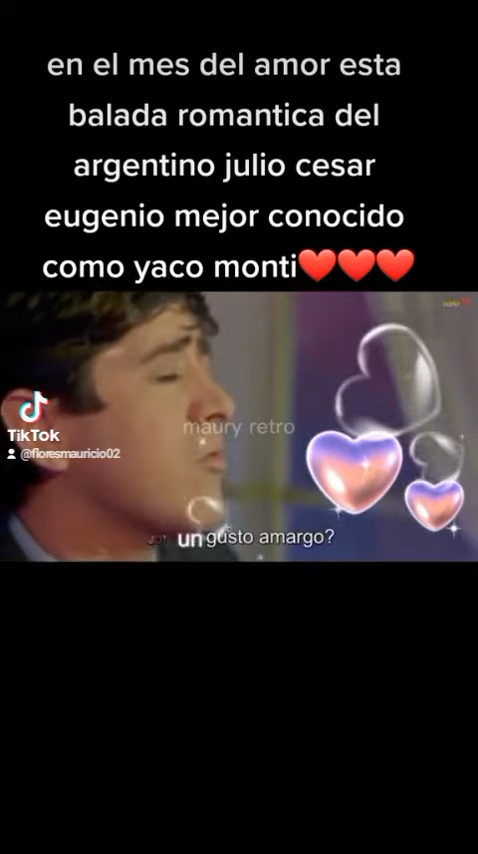 en el mes del amor esta
balada romantica del
argentino julio cesar
eugenio mejor conocido
como yaco monti❤️❤️❤️
maury retro
TikTok
@floresmauricio02
un gusto amargo?